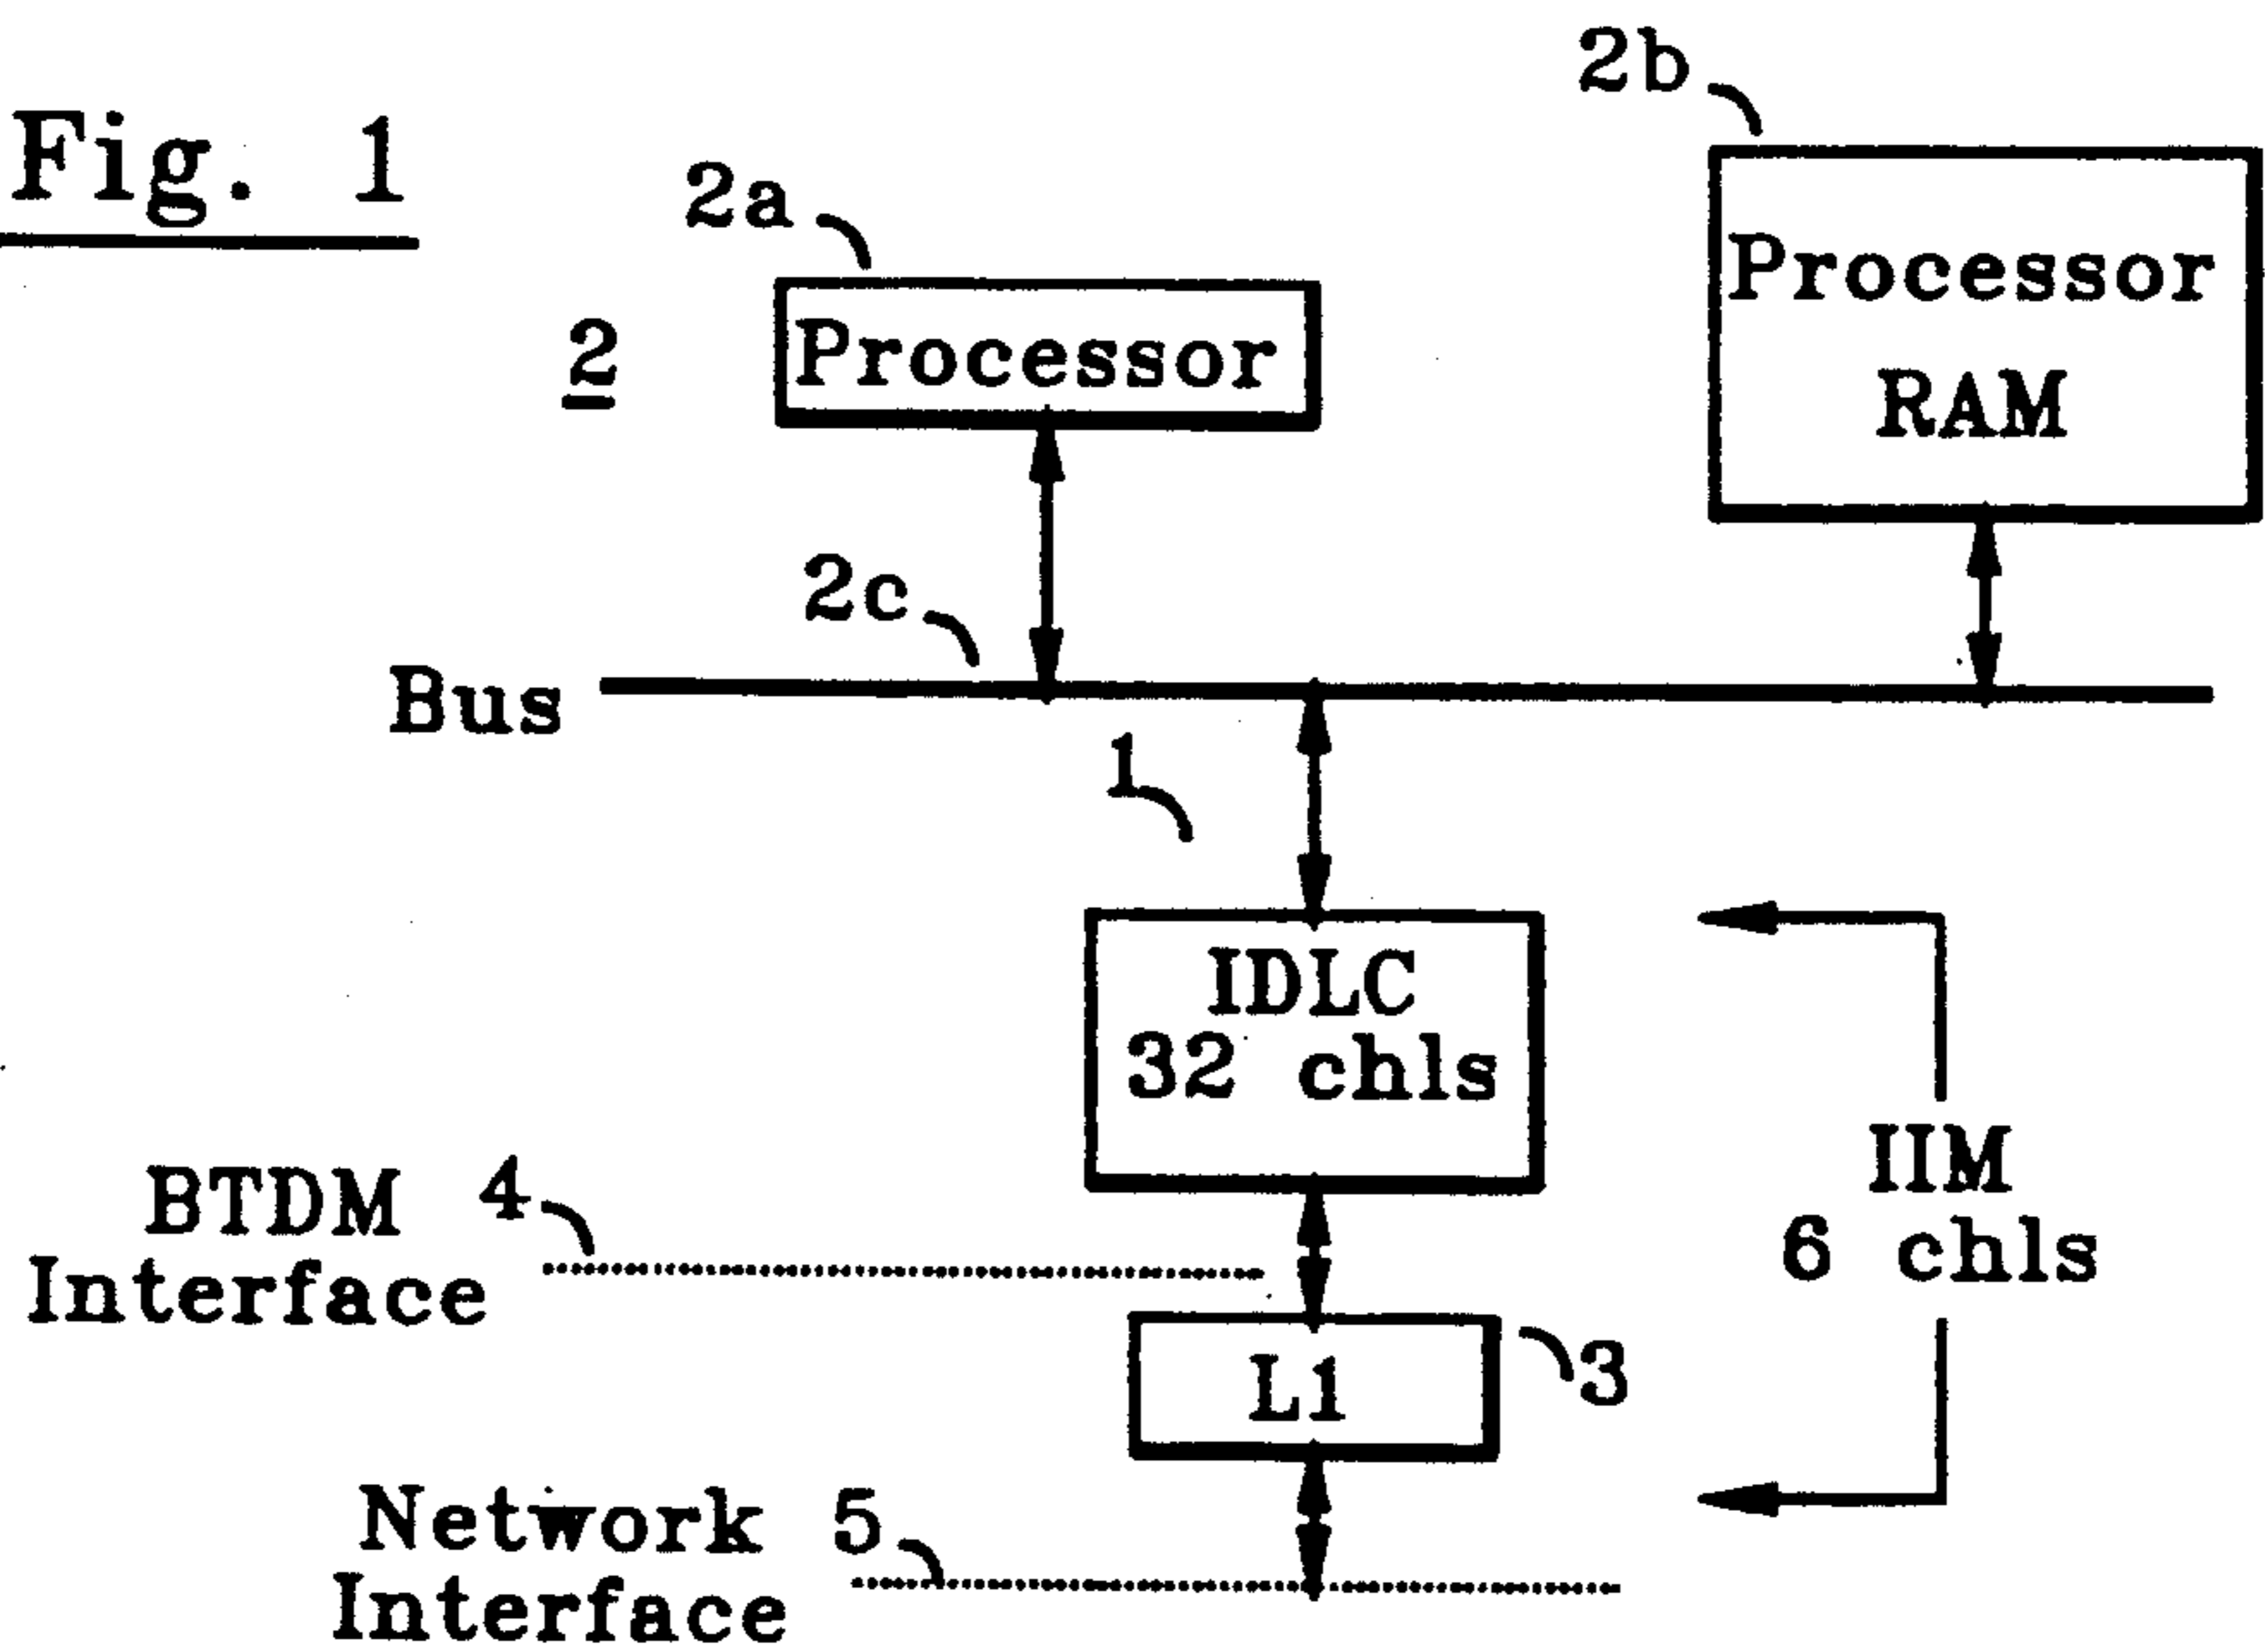 Fig. 1
2b
2a
Processor
RAM
2
Processor
2c
Bus
1
IDLC
32 chls
BTDM
Interface
4
IIM
6 chls
L1
3
Network
Interface
5